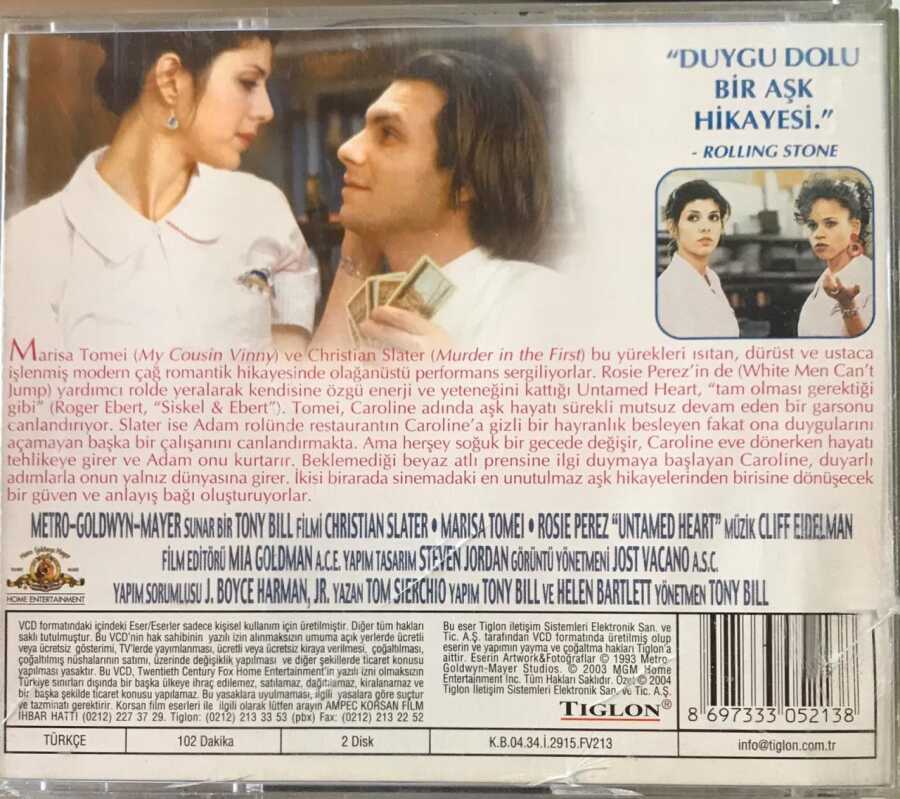 "DUYGU DOLU
BİR AŞK
HİKAYESİ."
- ROLLING STONE
Marisa Tomei (My Cousin Vinny) ve Christian Slater (Murder in the First) bu yürekleri ısıtan, dürüst ve ustaca
işlenmiş modern çağ romantik hikayesinde olağanüstü performans sergiliyorlar. Rosie Perez'in de (White Men Can't
Jump) yardımcı rolde yeralarak kendisine özgü enerji ve yeteneğini kattığı Untamed Heart, "tam olması gerektiği
gibi" (Roger Ebert, "Siskel & Ebert"). Tomei, Caroline adında aşk hayatı sürekli mutsuz devam eden bir garsonu
canlandırıyor. Slater ise Adam rolünde restaurantın Caroline'a gizli bir hayranlık besleyen fakat ona duygularını
açamayan başka bir çalışanını canlandırmakta. Ama herşey soğuk bir gecede değişir, Caroline eve dönerken hayatı
tehlikeye girer ve Adam onu kurtarır. Beklemediği beyaz atlı prensine ilgi duymaya başlayan Caroline, duyarlı
adımlarla onun yalnız dünyasına girer. İkisi birarada sinemadaki en unutulmaz aşk hikayelerinden birisine dönüşecek
bir güven ve anlayış bağı oluşturuyorlar.
METRO-GOLDWYN-MAYER SUNAR BİR TONY BILL FİLMİ CHRISTIAN SLATER • MARISA TOMEI • ROSIE PEREZ "UNTAMED HEART" MÜZİK CLIFF EIDELMAN
FİLM EDİTÖRÜ MIA GOLDMAN A.C.E. YAPIM TASARIM STEVEN JORDAN GÖRÜNTÜ YÖNETMENİ JOST VACANO A.S.C.
YAPIM SORUMLUSU J. BOYCE HARMAN, JR. YAZAN TOM SIERCHIO YAPIM TONY BILL VE HELEN BARTLETT YÖNETMEN TONY BILL
HOME ENTERTAINMENT
VCD formatındaki içindeki Eser/Eserler sadece kişisel kullanım için üretilmiştir. Diğer tüm hakları
saklı tutulmuştur. Bu VCD'nin hak sahibinin yazılı izin alınmaksızın umuma açık yerlerde ücretli
veya ücretsiz gösterimi, TV'lerde yayımlanması, ücretli veya ücretsiz kiraya verilmesi, çoğaltılması,
çoğaltılmış nüshalarının satımı, üzerinde değişiklik yapılması ve diğer şekillerde ticaret konusu
yapılması yasaktır. Bu VCD, Twentieth Century Fox Home Entertainment'in yazılı izni olmaksızın
Türkiye sınırları dışında bir başka ülkeye ihraç edilemez, satılamaz, dağıtılamaz, kiralanamaz ve
bir başka şekilde ticaret konusu yapılamaz. Bu yasaklara uyulmaması, ilgili yasalara göre suçtur
ve tazminatı gerektirir. Korsan film eserleri ile ilgili olarak lütfen arayın AMPEC KORSAN FİLM
İHBAR HATTI (0212) 227 37 29. Tiglon: (0212) 213 33 53 (pbx) Fax: (0212) 213 22 52
Bu eser Tiglon iletişim Sistemleri Elektronik San. ve
Tic. A.Ş. tarafından VCD formatında üretilmiş olup
eserin ve yapımın yayma ve çoğaltma hakları Tiglon'a
aittir. Eserin Artwork&Fotoğraflar © 1993 Metro-
Goldwyn-Mayer Studios. © 2003 MGM Home
Entertainment Inc. Tüm Hakları Saklıdır. © 2004
Tiglon İletişim Sistemleri Elektronik San. ve Tic. A.Ş.
TIGLON®
8 697333 052138
TÜRKÇE
102 Dakika
2 Disk
K.B.04.34.İ.2915.FV213
info@tiglon.com.tr